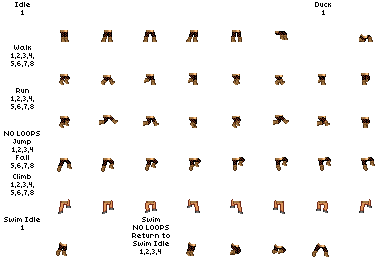 Idle
1
Duck
1
Walk
1,2,3,4,
5,6,7,8
Run
1,2,3,4,
5,6,7,8
NO LOOPS
Jump
1,2,3,4
Fall
5,6,7,8
Climb
1,2,3,4,
5,6,7,8
Swim Idle
1
Swim
NO LOOPS
Return to
Swim Idle
1,2,3,4